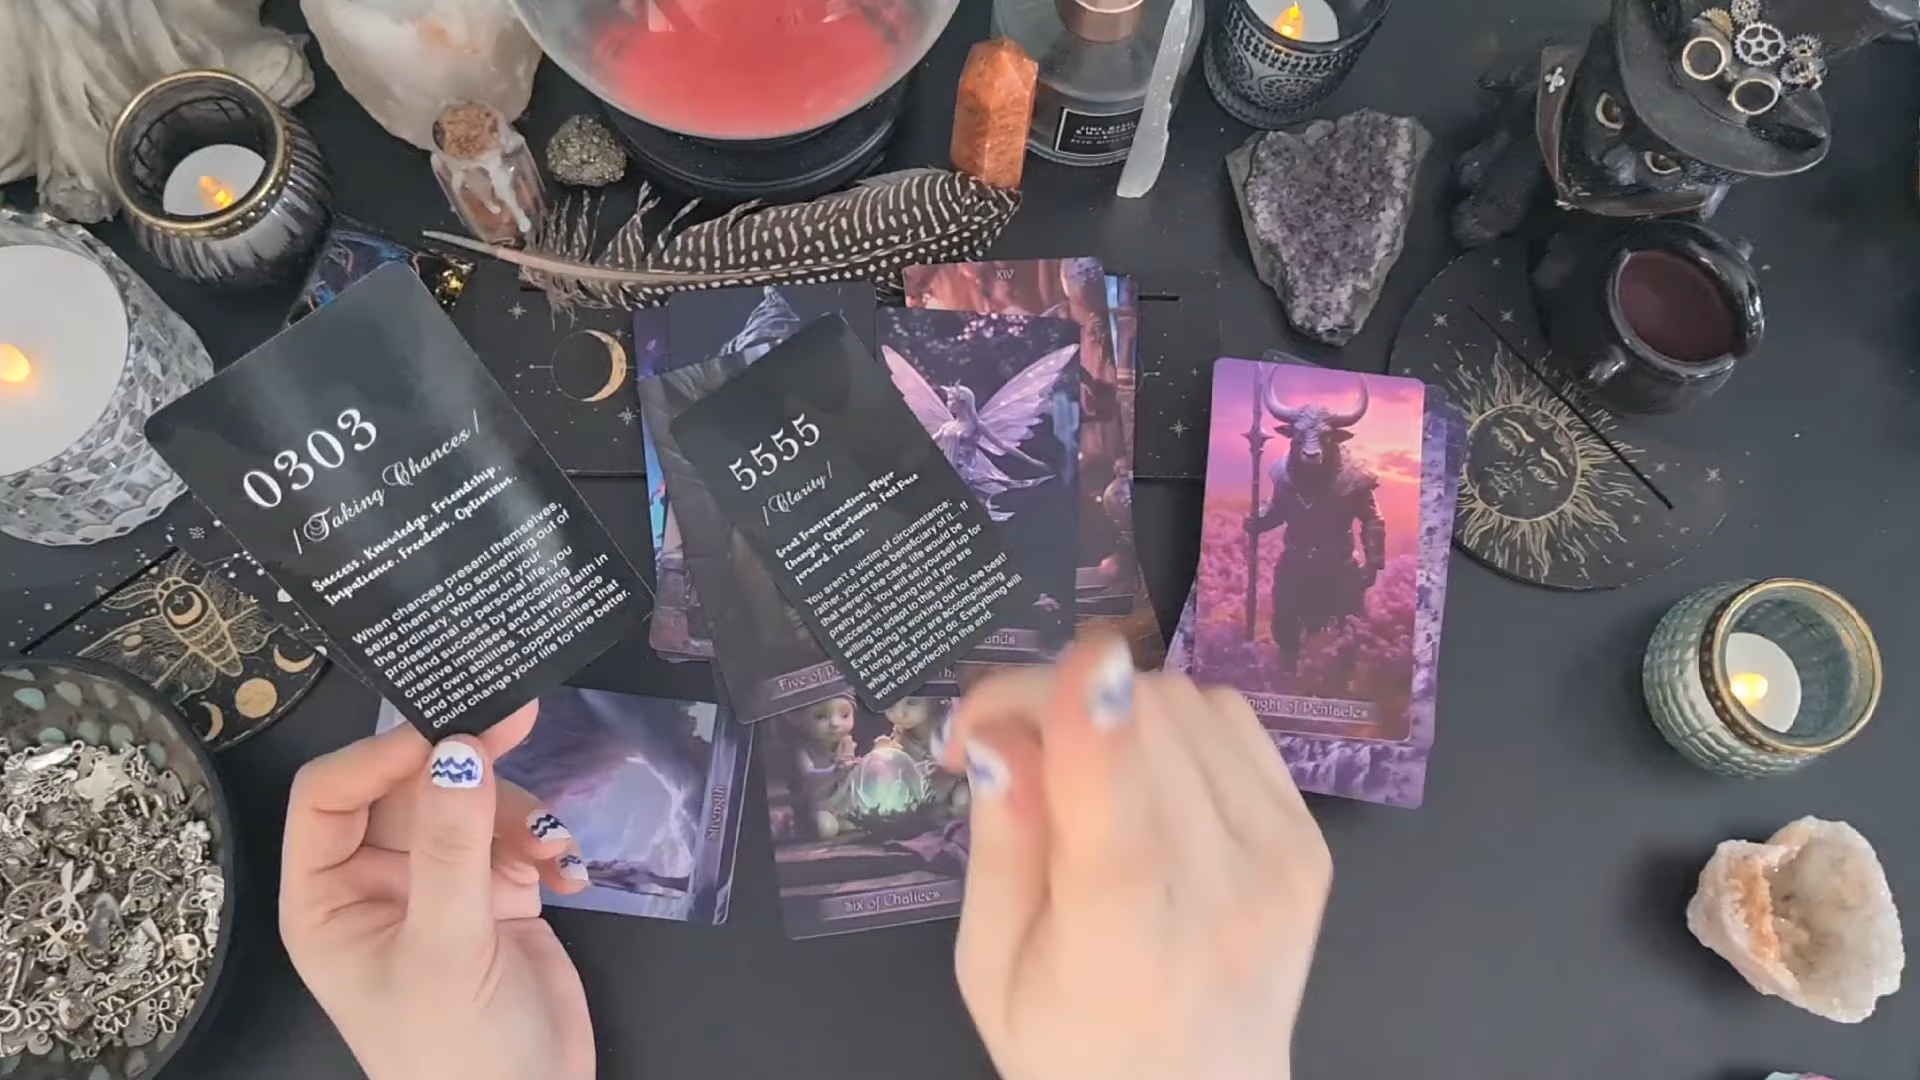 0303
/Taking Chances/
Success, Knowledge, Friendship,
Impatience, Freedom, Optimism.
When chances present themselves,
seize them and do something out of
the ordinary. Whether in your
professional or personal life, you
will find success by welcoming
creative impulses and having faith in
your own abilities. Trust in chance
and take risks on opportunities that
could change your life for the better.
5555
/Clarity/
Great Transformation, Major
Changes, Opportunity, Fast Pace
forward, Process.
You aren't a victim of circumstance;
rather, you are the beneficiary of it... If
that weren't the case, life would be
pretty dull. You will set yourself up for
success in the long run if you are
willing to adapt to this shift.
Everything is working out for the best!
At long last, you are accomplishing
what you set out to do. Everything will
work out perfectly in the end.
XIV
Five of
Knight of Pentacles
Strength
Six of Chalices